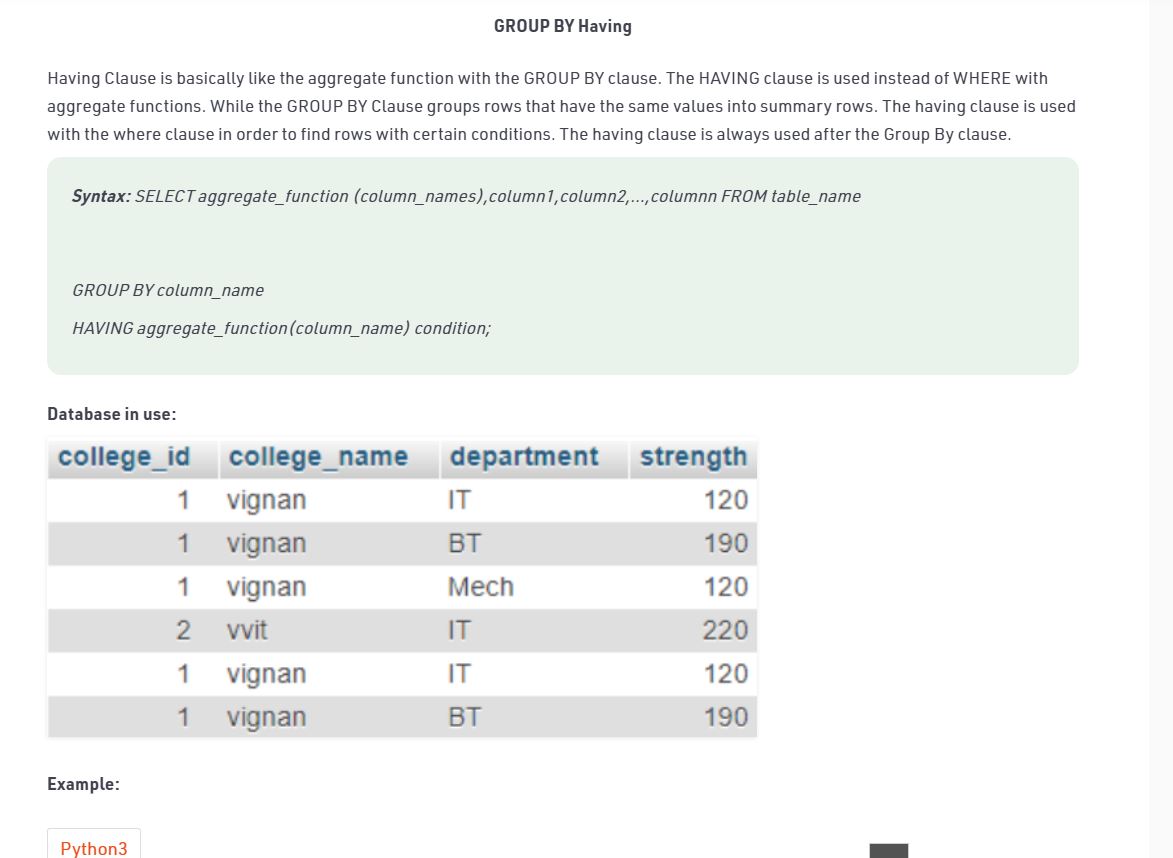 GROUP BY Having
Having Clause is basically like the aggregate function with the GROUP BY clause. The HAVING clause is used instead of WHERE with
aggregate functions. While the GROUP BY Clause groups rows that have the same values into summary rows. The having clause is used
with the where clause in order to find rows with certain conditions. The having clause is always used after the Group By clause.
Syntax: SELECT aggregate_function (column_names),column1,column2,...,columnn FROM table_name
GROUP BY column_name
HAVING aggregate_function(column_name) condition;
Database in use:
college_id college_name department strength
1 vignan IT 120
1 vignan BT 190
1 vignan Mech 120
2 vvit IT 220
1 vignan IT 120
1 vignan BT 190
Example:
Python3